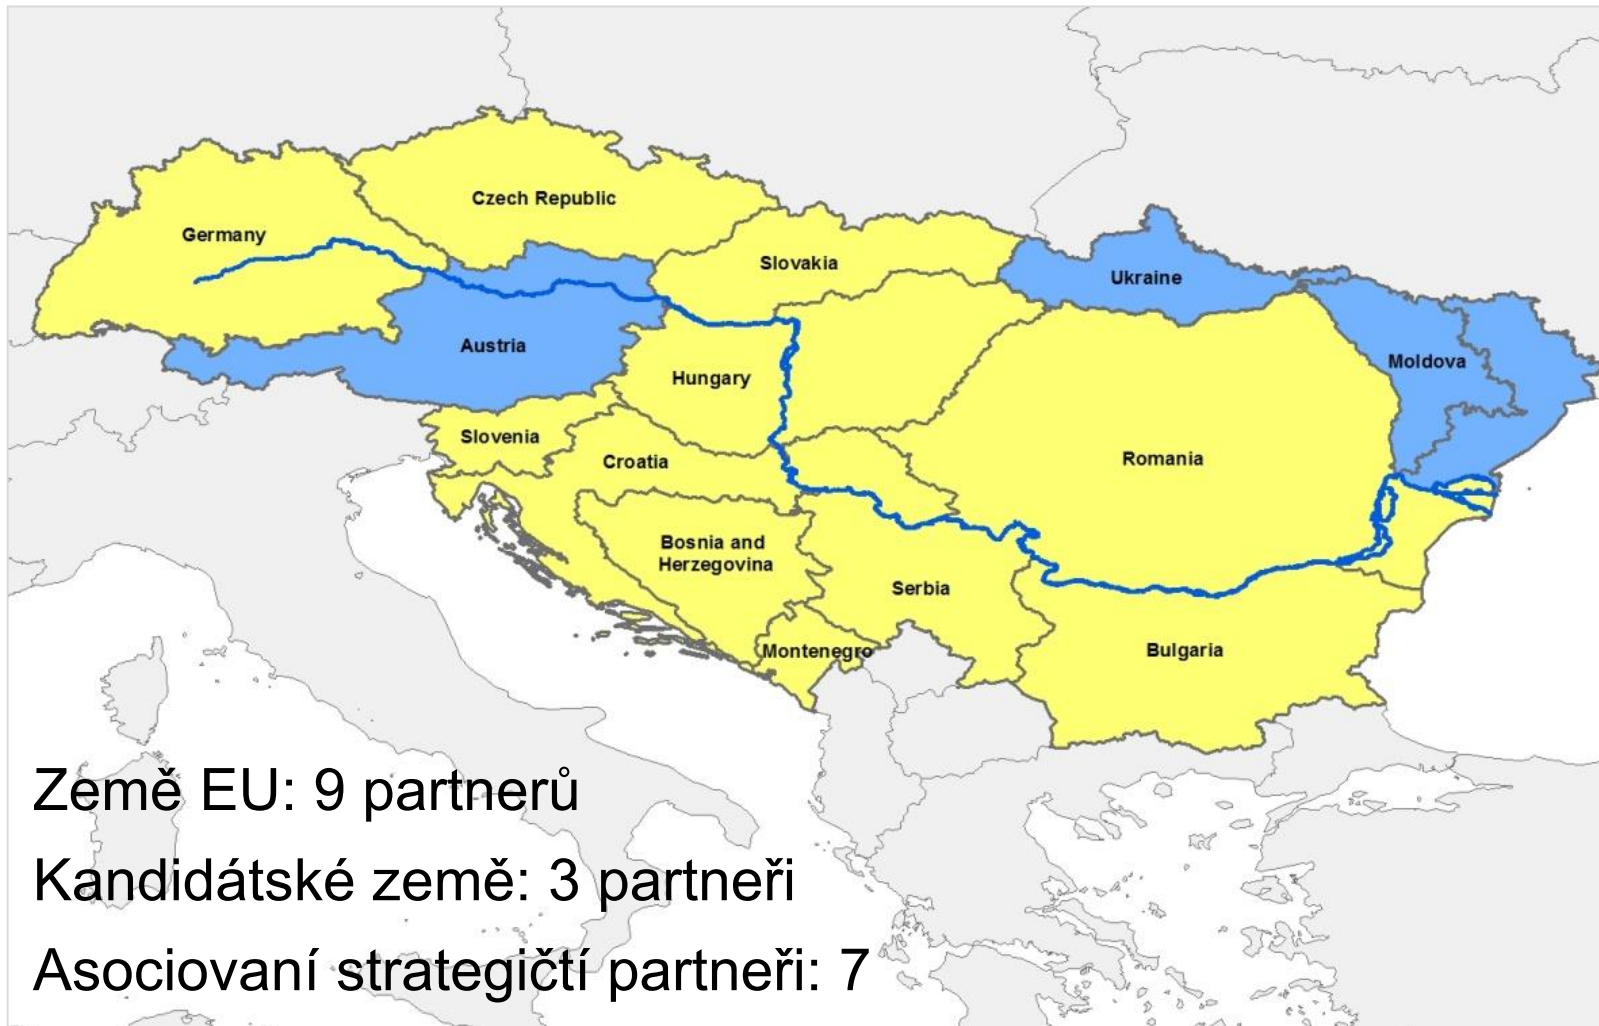 Czech Republic
Germany
Slovakia
Ukraine
Austria
Moldova
Hungary
Slovenia
Croatia
Romania
Bosnia and
Herzegovina
Serbia
Montenegro
Bulgaria
Země EU: 9 partnerů
Kandidátské země: 3 partneři
Asociovaní strategičtí partneři: 7